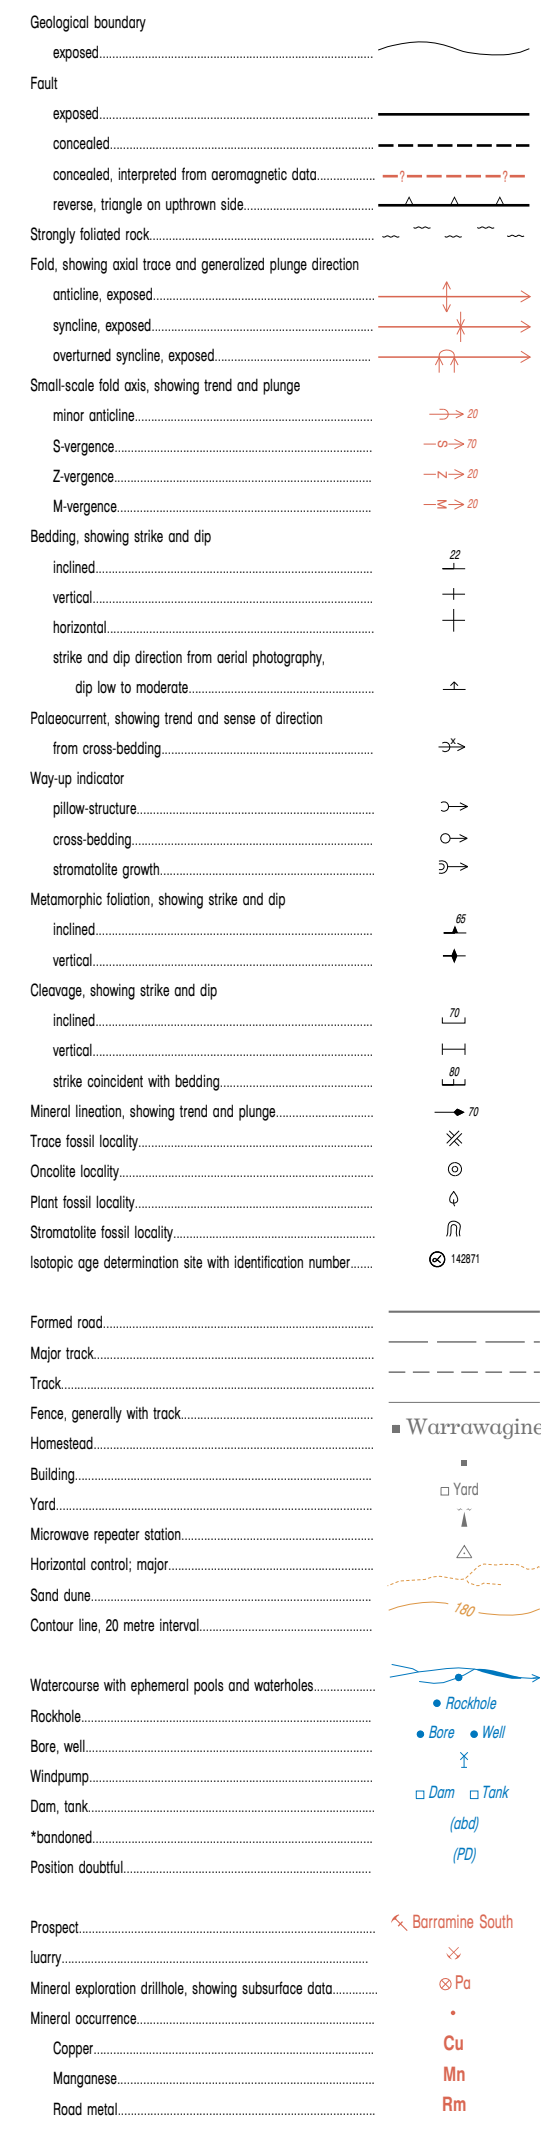 Geological boundary
exposed
Fault
exposed
concealed
concealed, interpreted from aeromagnetic data —?— — — — —?—
reverse, triangle on upthrown side
Strongly foliated rock
Fold, showing axial trace and generalized plunge direction
anticline, exposed
syncline, exposed
overturned syncline, exposed
Small-scale fold axis, showing trend and plunge
minor anticline 20
S-vergence S 70
Z-vergence Z 20
M-vergence M 20
Bedding, showing strike and dip
inclined 22
vertical
horizontal
strike and dip direction from aerial photography,
dip low to moderate
Palaeocurrent, showing trend and sense of direction
from cross-bedding x
Way-up indicator
pillow-structure
cross-bedding
stromatolite growth
Metamorphic foliation, showing strike and dip
inclined 65
vertical
Cleavage, showing strike and dip
inclined 70
vertical
strike coincident with bedding 80
Mineral lineation, showing trend and plunge 70
Trace fossil locality
Oncolite locality
Plant fossil locality
Stromatolite fossil locality
Isotopic age determination site with identification number 142871
Formed road
Major track
Track
Fence, generally with track
Homestead Warrawagine
Building
Yard Yard
Microwave repeater station
Horizontal control; major
Sand dune
Contour line, 20 metre interval 180
Watercourse with ephemeral pools and waterholes
Rockhole Rockhole
Bore, well Bore Well
Windpump
Dam, tank Dam Tank
*bandoned (abd)
Position doubtful (PD)
Prospect Barramine South
luarry
Mineral exploration drillhole, showing subsurface data Pa
Mineral occurrence
Copper Cu
Manganese Mn
Road metal Rm